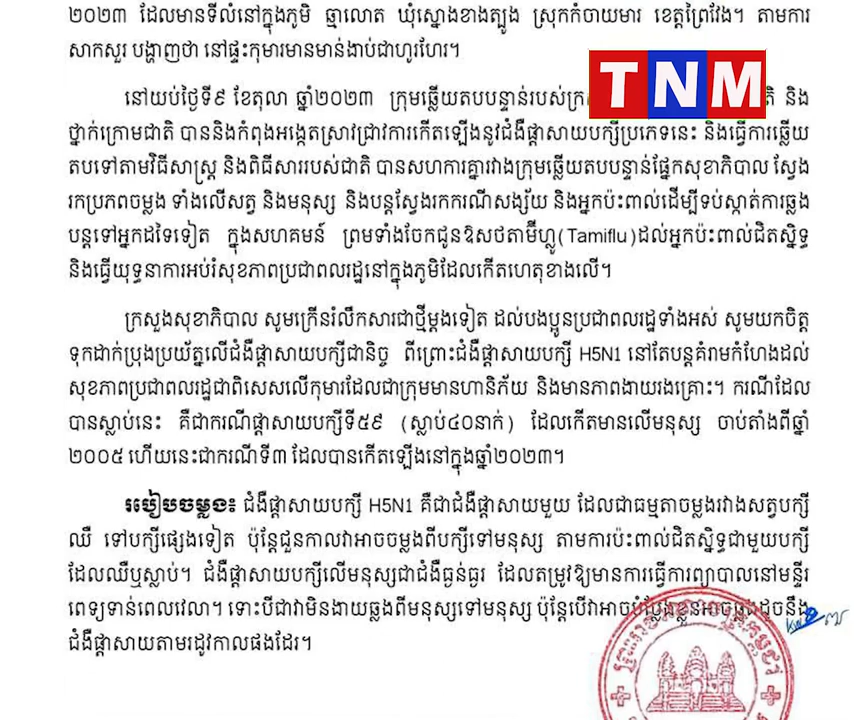 ២០២៣ ដែលមានទីលំនៅក្នុងភូមិ ឆ្មាលោត ឃុំស្នោងខាងត្បូង ស្រុកកំចាយមារ ខេត្តព្រៃវែង។ តាមការ
សាកសួរ បង្ហាញថា នៅផ្ទះកុមារមានមាន់ងាប់ជាហូរហែរ។
TNM
នៅយប់ថ្ងៃទី៩ ខែតុលា ឆ្នាំ២០២៣ ក្រុមឆ្លើយតបបន្ទាន់របស់ក្រ និង
ថ្នាក់ក្រោមជាតិ បាននិងកំពុងអង្កេតស្រាវជ្រាវការកើតឡើងនូវជំងឺផ្តាសាយបក្សីប្រភេទនេះ និងធ្វើការឆ្លើយ
តបទៅតាមវិធីសាស្ត្រ និងពិធីសាររបស់ជាតិ បានសហការគ្នារវាងក្រុមឆ្លើយតបបន្ទាន់ផ្នែកសុខាភិបាល ស្វែង
រកប្រភពចម្លង ទាំងលើសត្វ និងមនុស្ស និងបន្តស្វែងរកករណីសង្ស័យ និងអ្នកប៉ះពាល់ដើម្បីទប់ស្កាត់ការឆ្លង
បន្តទៅអ្នកដទៃទៀត ក្នុងសហគមន៍ ព្រមទាំងចែកជូនឱសថតាមីហ្លូ(Tamiflu)ដល់អ្នកប៉ះពាល់ជិតស្និទ្ធ
និងធ្វើយុទ្ធនាការអប់រំសុខភាពប្រជាពលរដ្ឋនៅក្នុងភូមិដែលកើតហេតុខាងលើ។
ក្រសួងសុខាភិបាល សូមក្រើនរំលឹកសារជាថ្មីម្តងទៀត ដល់បងប្អូនប្រជាពលរដ្ឋទាំងអស់ សូមយកចិត្ត
ទុកដាក់ប្រុងប្រយ័ត្នលើជំងឺផ្តាសាយបក្សីជានិច្ច ពីព្រោះជំងឺផ្តាសាយបក្សី H5N1 នៅតែបន្តគំរាមកំហែងដល់
សុខភាពប្រជាពលរដ្ឋជាពិសេសលើកុមារដែលជាក្រុមមានហានិភ័យ និងមានភាពងាយរងគ្រោះ។ ករណីដែល
បានស្លាប់នេះ គឺជាករណីផ្តាសាយបក្សីទី៥៩ (ស្លាប់៤០នាក់) ដែលកើតមានលើមនុស្ស ចាប់តាំងពីឆ្នាំ
២០០៥ ហើយនេះជាករណីទី៣ ដែលបានកើតឡើងនៅក្នុងឆ្នាំ២០២៣។
របៀបចម្លង៖ ជំងឺផ្តាសាយបក្សី H5N1 គឺជាជំងឺផ្តាសាយមួយ ដែលជាធម្មតាចម្លងរវាងសត្វបក្សី
ឈឺ ទៅបក្សីផ្សេងទៀត ប៉ុន្តែជួនកាលវាអាចចម្លងពីបក្សីទៅមនុស្ស តាមការប៉ះពាល់ជិតស្និទ្ធជាមួយបក្សី
ដែលឈឺឬស្លាប់។ ជំងឺផ្តាសាយបក្សីលើមនុស្សជាជំងឺធ្ងន់ធ្ងរ ដែលតម្រូវឱ្យមានការធ្វើការព្យាបាលនៅមន្ទីរ
ពេទ្យទាន់ពេលវេលា។ ទោះបីជាវាមិនងាយឆ្លងពីមនុស្សទៅមនុស្ស ប៉ុន្តែបើវាអាចបំប្លែងខ្លួនអាចឆ្លងដូចនឹង
ជំងឺផ្តាសាយតាមរដូវកាលផងដែរ។